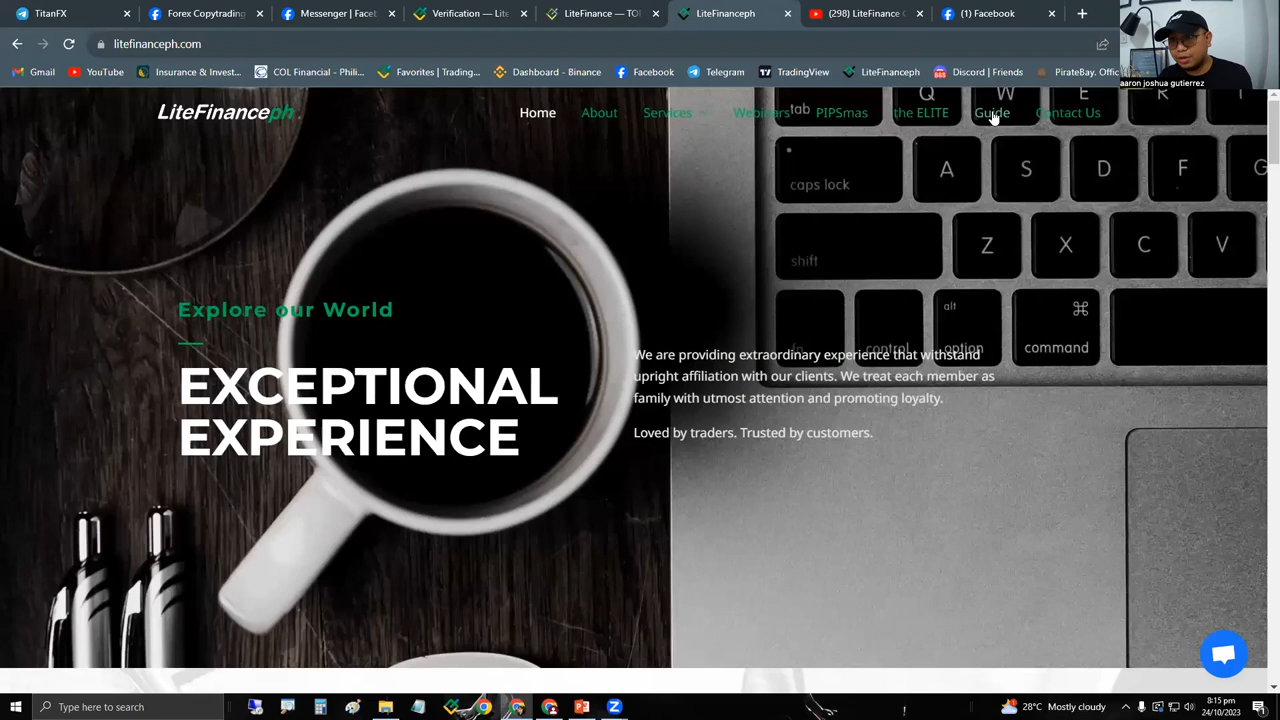 TitanFX
Forex Copytrading
Messenger | Face
Verification — Lite
LiteFinance — TO
LiteFinanceph
(298) LiteFinance
(1) Facebook
litefinanceph.com
aaron joshua gutierrez
Gmail
YouTube
Insurance & Invest...
COL Financial - Phili...
Favorites | Trading...
Dashboard - Binance
Facebook
Telegram
TradingView
LiteFinanceph
Discord | Friends
PirateBay. Offic
LiteFinanceph
Home
About
Services
Webinars
PIPSmas
the ELITE
Guide
Contact Us
tab
Q
W
E
R
T
caps lock
A
S
D
F
G
shift
Z
X
C
V
fn
control
alt
option
⌘
command
Explore our World
EXCEPTIONAL
EXPERIENCE
We are providing extraordinary experience that withstand
upright affiliation with our clients. We treat each member as
family with utmost attention and promoting loyalty.
Loved by traders. Trusted by customers.
Type here to search
28°C Mostly cloudy
8:15 pm
24/10/2023